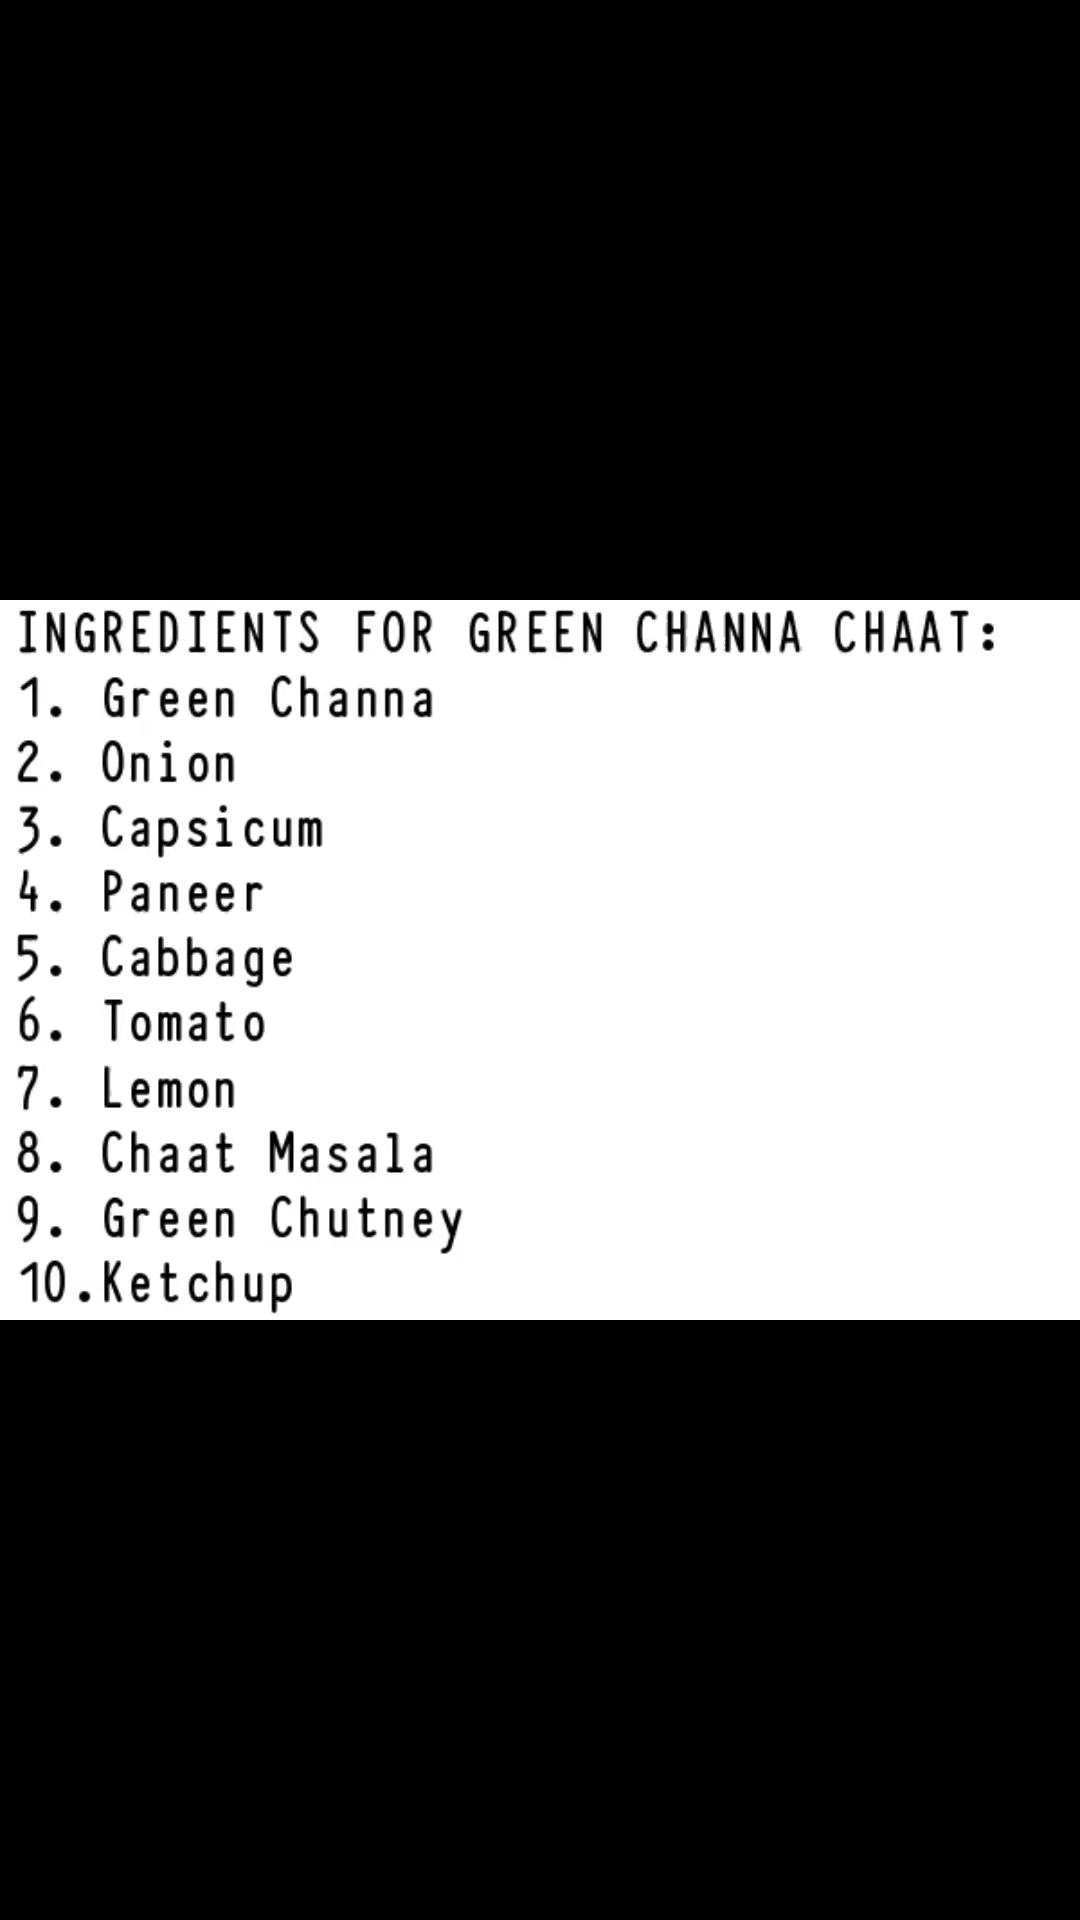 INGREDIENTS FOR GREEN CHANNA CHAAT:
1. Green Channa
2. Onion
3. Capsicum
4. Paneer
5. Cabbage
6. Tomato
7. Lemon
8. Chaat Masala
9. Green Chutney
10.Ketchup